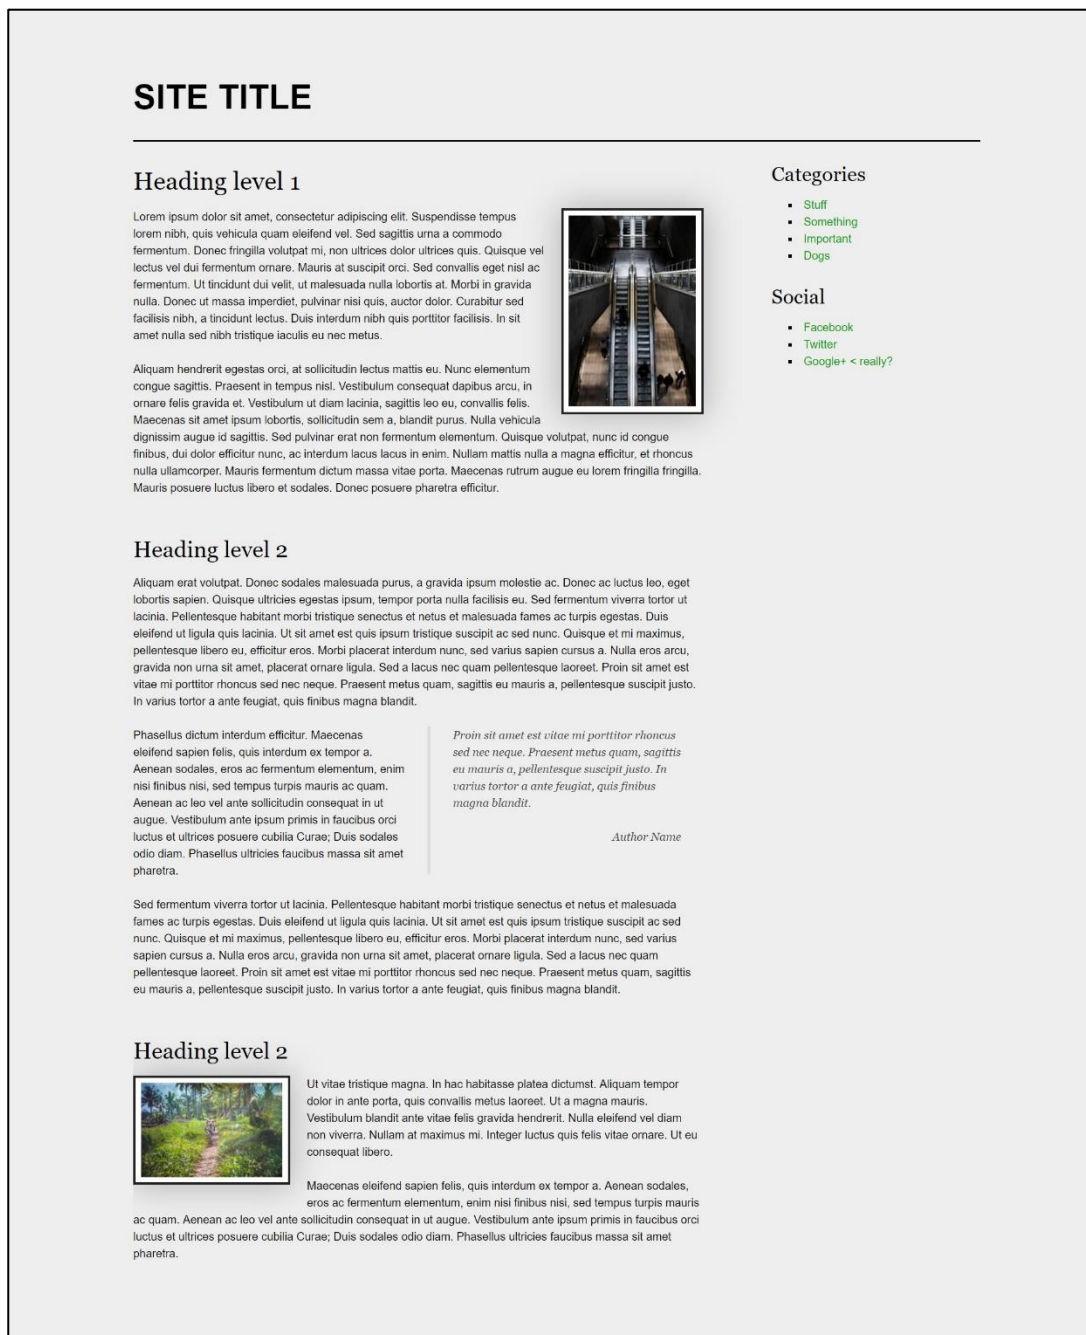 SITE TITLE
Heading level 1
Lorem ipsum dolor sit amet, consectetur adipiscing elit. Suspendisse tempus
lorem nibh, quis vehicula quam eleifend vel. Sed sagittis urna a commodo
fermentum. Donec fringilla volutpat mi, non ultrices dolor ultrices quis. Quisque vel
lectus vel dui fermentum ornare. Mauris at suscipit orci. Sed convallis eget nisl ac
fermentum. Ut tincidunt dui velit, ut malesuada nulla lobortis at. Morbi in gravida
nulla. Donec ut massa imperdiet, pulvinar nisi quis, auctor dolor. Curabitur sed
facilisis nibh, a tincidunt lectus. Duis interdum nibh quis porttitor facilisis. In sit
amet nulla sed nibh tristique iaculis eu nec metus.
Aliquam hendrerit egestas orci, at sollicitudin lectus mattis eu. Nunc elementum
congue sagittis. Praesent in tempus nisl. Vestibulum consequat dapibus arcu, in
ornare felis gravida et. Vestibulum ut diam lacinia, sagittis leo eu, convallis felis.
Maecenas sit amet ipsum lobortis, sollicitudin sem a, blandit purus. Nulla vehicula
dignissim augue id sagittis. Sed pulvinar erat non fermentum elementum. Quisque volutpat, nunc id congue
finibus, dui dolor efficitur nunc, ac interdum lacus lacus in enim. Nullam mattis nulla a magna efficitur, et rhoncus
nulla ullamcorper. Mauris fermentum dictum massa vitae porta. Maecenas rutrum augue eu lorem fringilla fringilla.
Mauris posuere luctus libero et sodales. Donec posuere pharetra efficitur.
Heading level 2
Aliquam erat volutpat. Donec sodales malesuada purus, a gravida ipsum molestie ac. Donec ac luctus leo, eget
lobortis sapien. Quisque ultricies egestas ipsum, tempor porta nulla facilisis eu. Sed fermentum viverra tortor ut
lacinia. Pellentesque habitant morbi tristique senectus et netus et malesuada fames ac turpis egestas. Duis
eleifend ut ligula quis lacinia. Ut sit amet est quis ipsum tristique suscipit ac sed nunc. Quisque et mi maximus,
pellentesque libero eu, efficitur eros. Morbi placerat interdum nunc, sed varius sapien cursus a. Nulla eros arcu,
gravida non urna sit amet, placerat ornare ligula. Sed a lacus nec quam pellentesque laoreet. Proin sit amet est
vitae mi porttitor rhoncus sed nec neque. Praesent metus quam, sagittis eu mauris a, pellentesque suscipit justo.
In varius tortor a ante feugiat, quis finibus magna blandit.
Phasellus dictum interdum efficitur. Maecenas
eleifend sapien felis, quis interdum ex tempor a.
Aenean sodales, eros ac fermentum elementum, enim
nisi finibus nisi, sed tempus turpis mauris ac quam.
Aenean ac leo vel ante sollicitudin consequat in ut
augue. Vestibulum ante ipsum primis in faucibus orci
luctus et ultrices posuere cubilia Curae; Duis sodales
odio diam. Phasellus ultricies faucibus massa sit amet
pharetra.
Proin sit amet est vitae mi porttitor rhoncus
sed nec neque. Praesent metus quam, sagittis
eu mauris a, pellentesque suscipit justo. In
varius tortor a ante feugiat, quis finibus
magna blandit.
Author Name
Sed fermentum viverra tortor ut lacinia. Pellentesque habitant morbi tristique senectus et netus et malesuada
fames ac turpis egestas. Duis eleifend ut ligula quis lacinia. Ut sit amet est quis ipsum tristique suscipit ac sed
nunc. Quisque et mi maximus, pellentesque libero eu, efficitur eros. Morbi placerat interdum nunc, sed varius
sapien cursus a. Nulla eros arcu, gravida non urna sit amet, placerat ornare ligula. Sed a lacus nec quam
pellentesque laoreet. Proin sit amet est vitae mi porttitor rhoncus sed nec neque. Praesent metus quam, sagittis
eu mauris a, pellentesque suscipit justo. In varius tortor a ante feugiat, quis finibus magna blandit.
Heading level 2
Ut vitae tristique magna. In hac habitasse platea dictumst. Aliquam tempor
dolor in ante porta, quis convallis metus laoreet. Ut a magna mauris.
Vestibulum blandit ante vitae felis gravida hendrerit. Nulla eleifend vel diam
non viverra. Nullam at maximus mi. Integer luctus quis felis vitae ornare. Ut eu
consequat libero.
Maecenas eleifend sapien felis, quis interdum ex tempor a. Aenean sodales,
eros ac fermentum elementum, enim nisi finibus nisi, sed tempus turpis mauris
ac quam. Aenean ac leo vel ante sollicitudin consequat in ut augue. Vestibulum ante ipsum primis in faucibus orci
luctus et ultrices posuere cubilia Curae; Duis sodales odio diam. Phasellus ultricies faucibus massa sit amet
pharetra.
Categories
Stuff
Something
Important
Dogs
Social
Facebook
Twitter
Google+ < really?